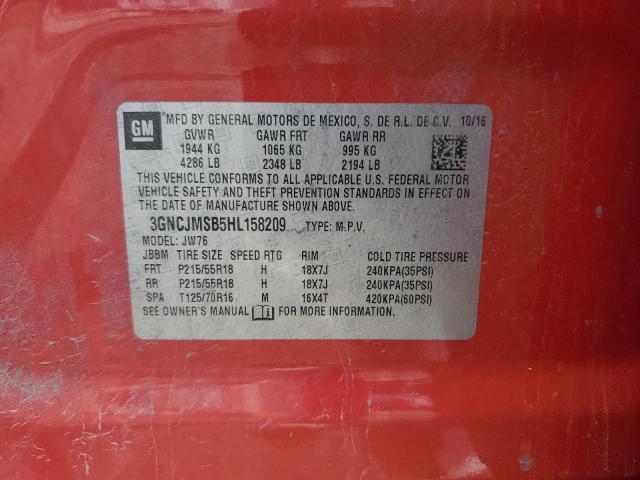 GM
*MFD BY GENERAL MOTORS DE MEXICO, S. DE R.L. DE C.V. 10/16
GVWR GAWR FRT GAWR RR
1944 KG 1065 KG 995 KG
4286 LB 2348 LB 2194 LB
THIS VEHICLE CONFORMS TO ALL APPLICABLE U.S. FEDERAL MOTOR
VEHICLE SAFETY AND THEFT PREVENTION STANDARDS IN EFFECT
ON THE DATE OF MANUFACTURE SHOWN ABOVE.
3GNCJMSB5HL158209 TYPE: M.P.V.
MODEL: JW76
JBBM TIRE SIZE SPEED RTG RIM COLD TIRE PRESSURE
FRT P215/55R18 H 18X7J 240KPA(35PSI)
RR P215/55R18 H 18X7J 240KPA(35PSI)
SPA T125/70R16 M 16X4T 420KPA(60PSI)
SEE OWNER'S MANUAL FOR MORE INFORMATION.